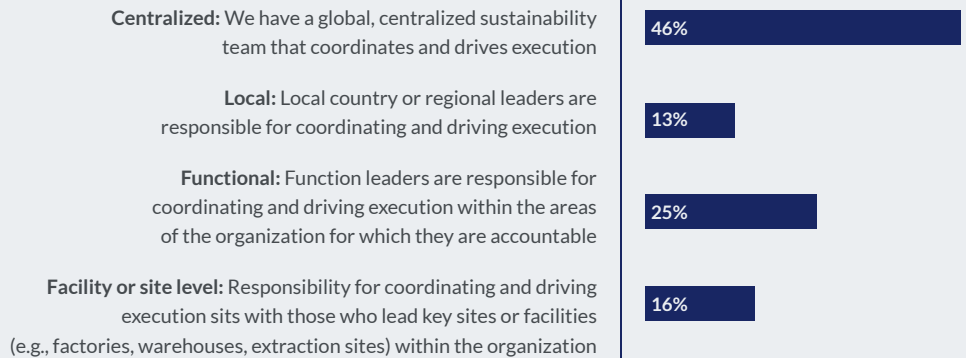 Centralized: We have a global, centralized sustainability
team that coordinates and drives execution
46%
Local: Local country or regional leaders are
responsible for coordinating and driving execution
13%
Functional: Function leaders are responsible for
coordinating and driving execution within the areas
of the organization for which they are accountable
25%
Facility or site level: Responsibility for coordinating and driving
execution sits with those who lead key sites or facilities
(e.g., factories, warehouses, extraction sites) within the organization
16%